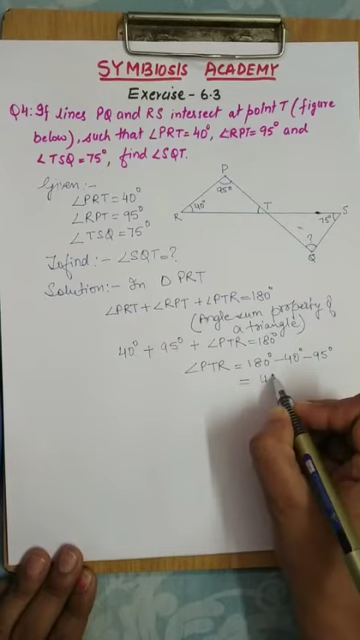 SYMBIOSIS ACADEMY
Exercise - 6.3
Q4:If lines PQ and RS intersect at point T (figure
below), such that ∠PRT=40°, ∠RPT=95° and
∠TSQ=75°, find ∠SQT.
Given:-
∠PRT=40°
∠RPT=95°
∠TSQ=75°
To find:- ∠SQT=?
Solution:- In △ PRT
∠PRT+∠RPT+∠PTR=180°
(Angle sum property of
a triangle)
40°+95°+∠PTR=180°
∠PTR=180°-40°-95°
= 4
P
95°
R
40°
T
75°
S
?
Q